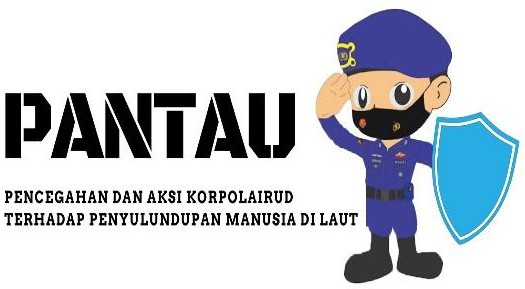 PANTAU
PENCEGAHAN DAN AKSI KORPOLAIRUD
TERHADAP PENYULUNDUPAN MANUSIA DI LAUT